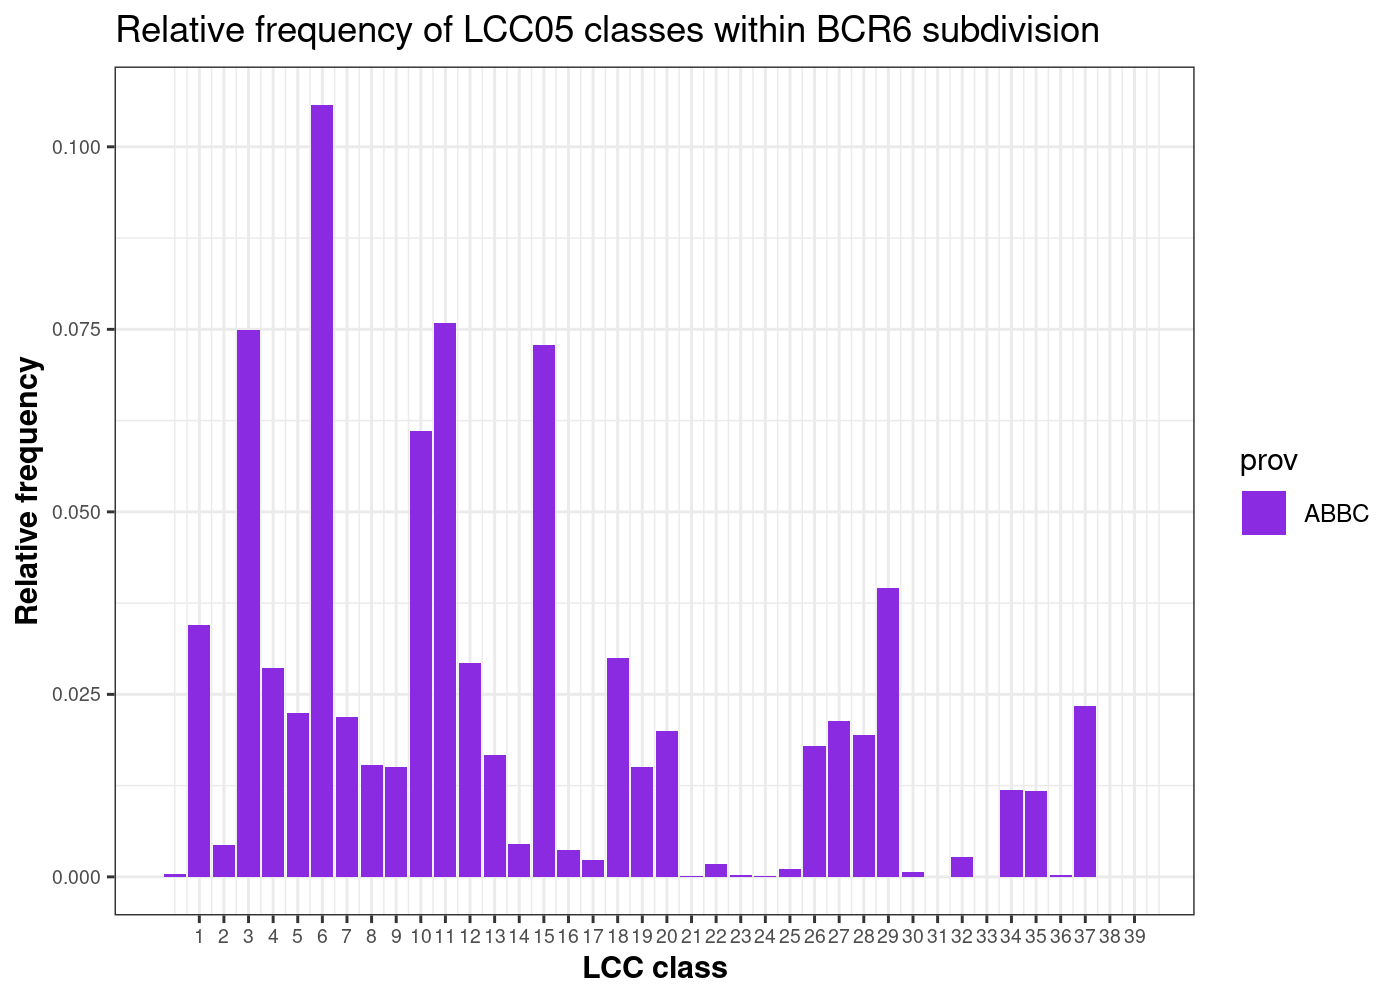 Relative frequency of LCC05 classes within BCR6 subdivision
Relative frequency
0.100
0.075
0.050
0.025
0.000
1 2 3 4 5 6 7 8 9 10 11 12 13 14 15 16 17 18 19 20 21 22 23 24 25 26 27 28 29 30 31 32 33 34 35 36 37 38 39
LCC class
prov
ABBC